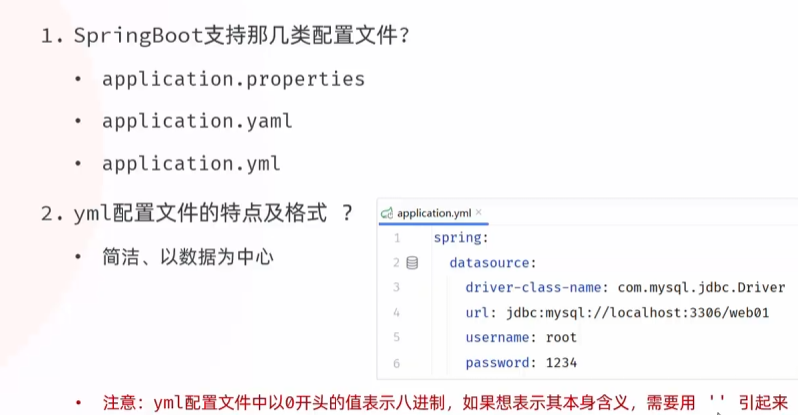 1. SpringBoot支持那几类配置文件？
• application.properties
• application.yaml
• application.yml
2. yml配置文件的特点及格式 ？
• 简洁、以数据为中心
application.yml ×
1 spring:
2 datasource:
3 driver-class-name: com.mysql.jdbc.Driver
4 url: jdbc:mysql://localhost:3306/web01
5 username: root
6 password: 1234
• 注意：yml配置文件中以0开头的值表示八进制，如果想表示其本身含义，需要用 '' 引起来